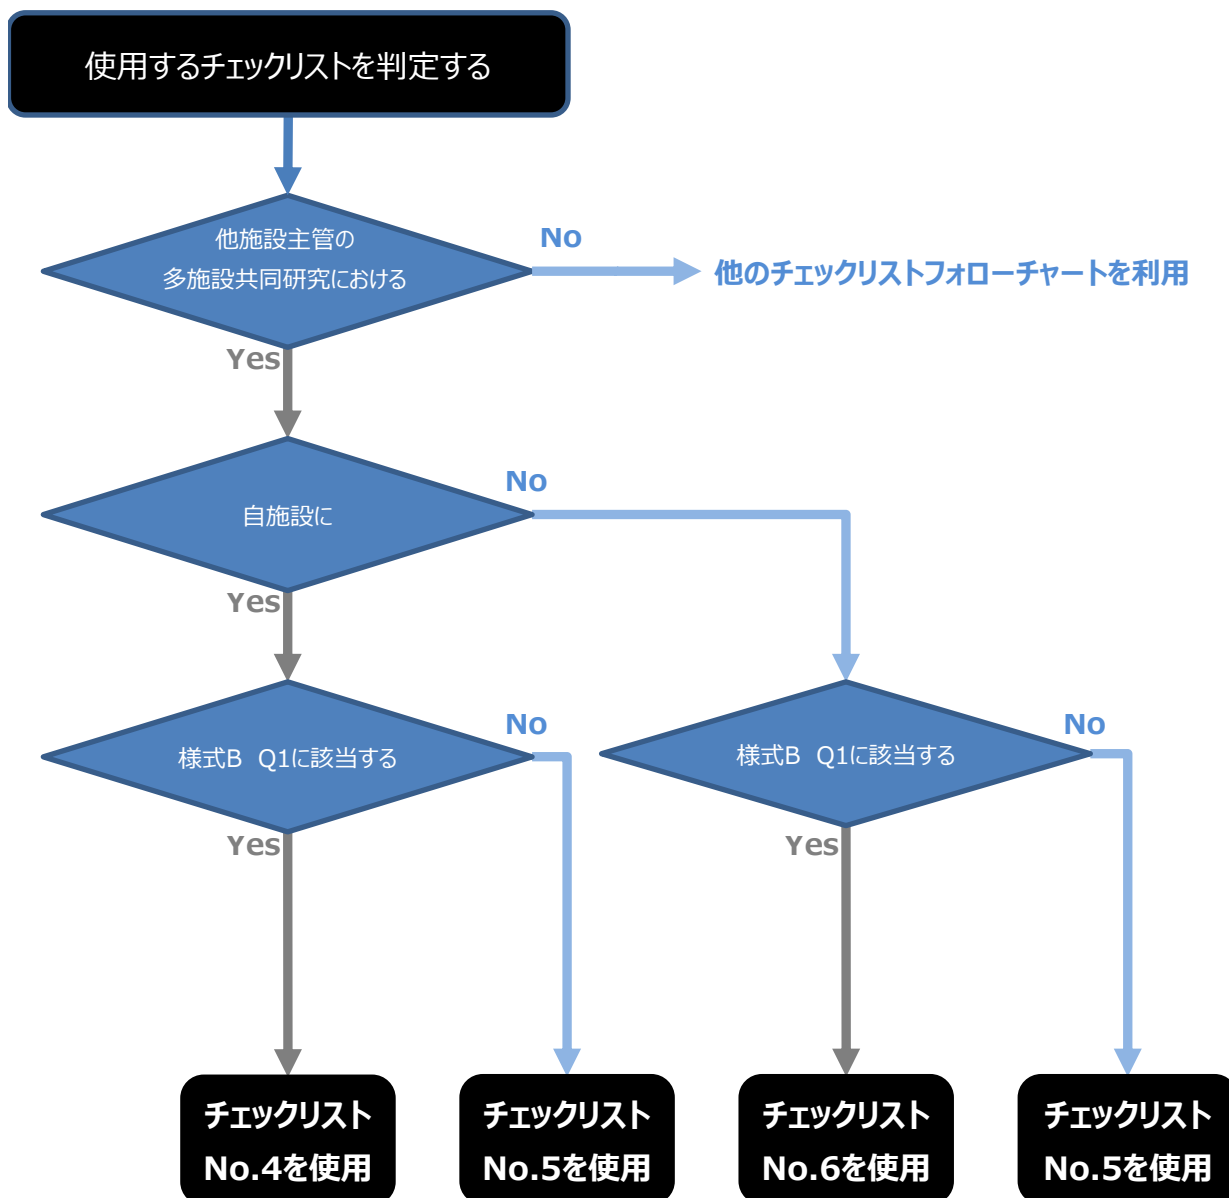 使用するチェックリストを判定する
他施設主管の
多施設共同研究における
No
他のチェックリストフォローチャートを利用
Yes
自施設に
No
Yes
様式B Q1に該当する
No
様式B Q1に該当する
No
Yes
Yes
チェックリスト
No.4を使用
チェックリスト
No.5を使用
チェックリスト
No.6を使用
チェックリスト
No.5を使用